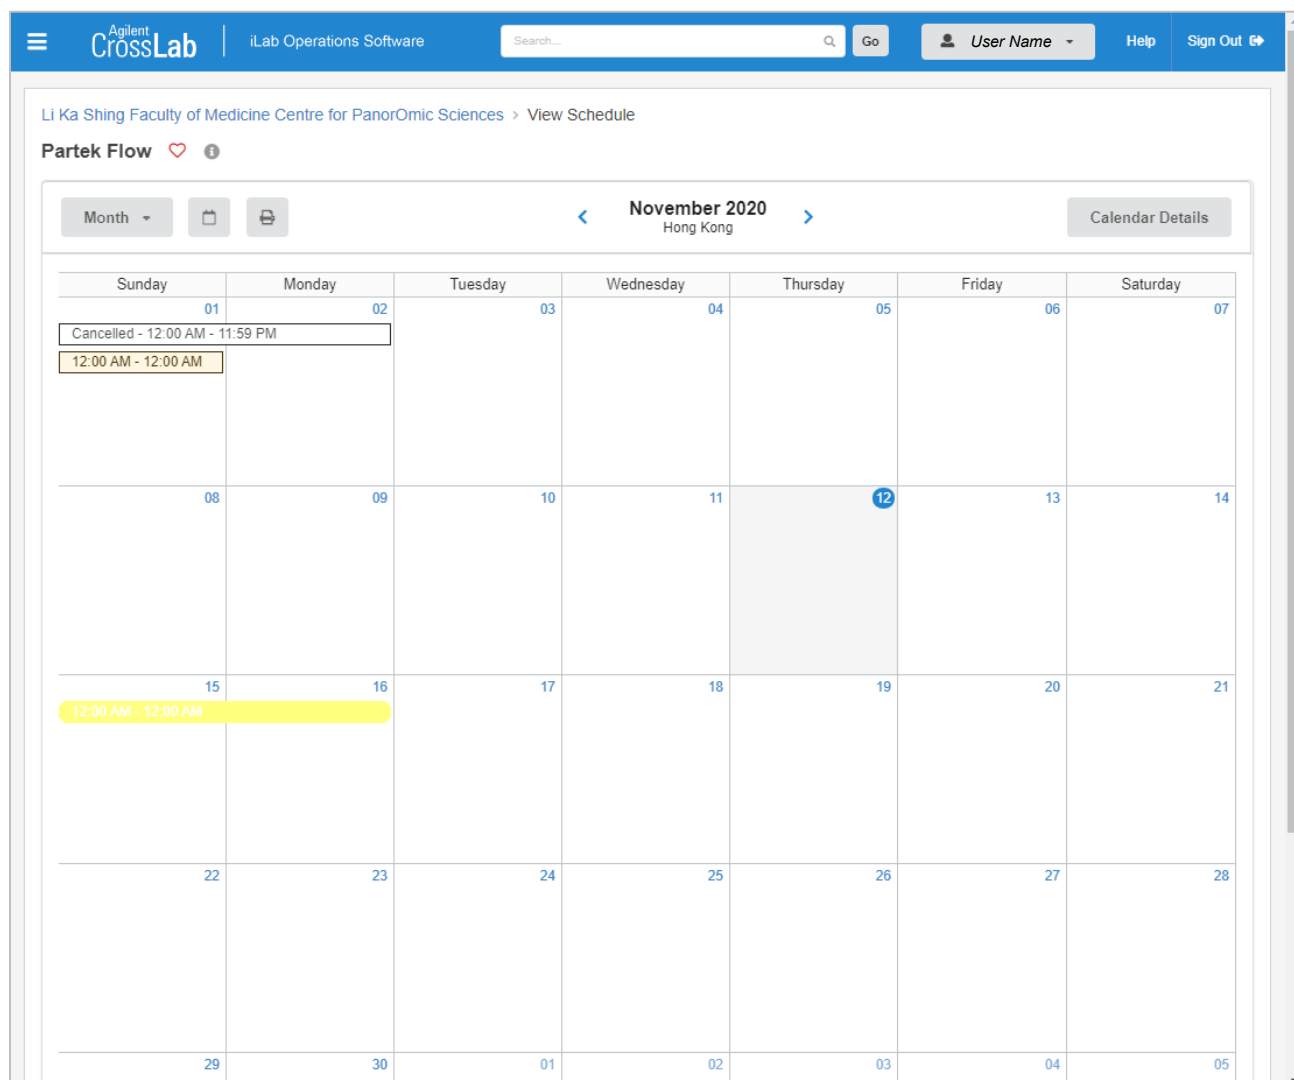 Agilent
CrossLab
iLab Operations Software
Search...
Go
User Name
Help
Sign Out
Li Ka Shing Faculty of Medicine Centre for PanorOmic Sciences > View Schedule
Partek Flow
Month
November 2020
Hong Kong
Calendar Details
Sunday Monday Tuesday Wednesday Thursday Friday Saturday
01 02 03 04 05 06 07
Cancelled - 12:00 AM - 11:59 PM
12:00 AM - 12:00 AM
08 09 10 11 12 13 14
15 16 17 18 19 20 21
12:00 AM - 12:00 AM
22 23 24 25 26 27 28
29 30 01 02 03 04 05